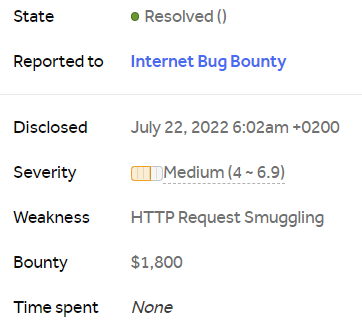 State Resolved ()
Reported to Internet Bug Bounty
Disclosed July 22, 2022 6:02am +0200
Severity Medium (4 ~ 6.9)
Weakness HTTP Request Smuggling
Bounty $1,800
Time spent None